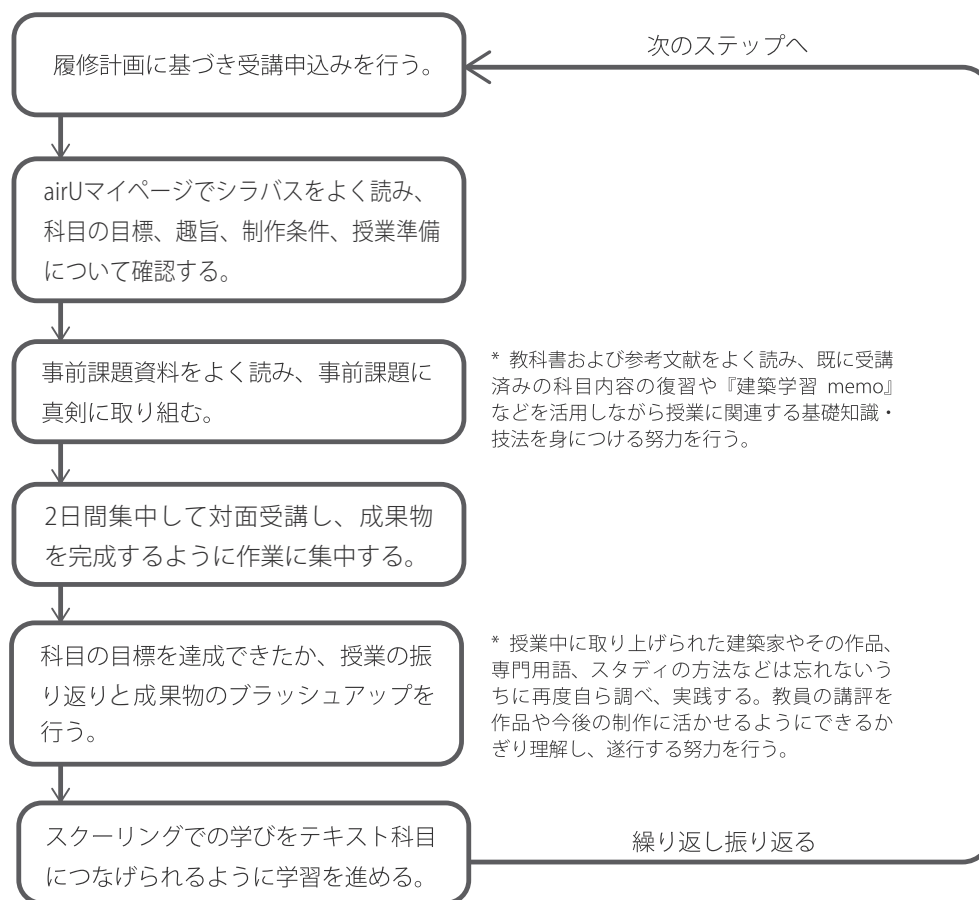 次のステップへ
履修計画に基づき受講申込みを行う。
airUマイページでシラバスをよく読み、
科目の目標、趣旨、制作条件、授業準備
について確認する。
事前課題資料をよく読み、事前課題に
真剣に取り組む。
* 教科書および参考文献をよく読み、既に受講
済みの科目内容の復習や『建築学習 memo』
などを活用しながら授業に関連する基礎知識・
技法を身につける努力を行う。
2日間集中して対面受講し、成果物
を完成するように作業に集中する。
科目の目標を達成できたか、授業の振
り返りと成果物のブラッシュアップを
行う。
* 授業中に取り上げられた建築家やその作品、
専門用語、スタディの方法などは忘れないう
ちに再度自ら調べ、実践する。教員の講評を
作品や今後の制作に活かせるようにできるか
ぎり理解し、遂行する努力を行う。
スクーリングでの学びをテキスト科目
につなげられるように学習を進める。
繰り返し振り返る